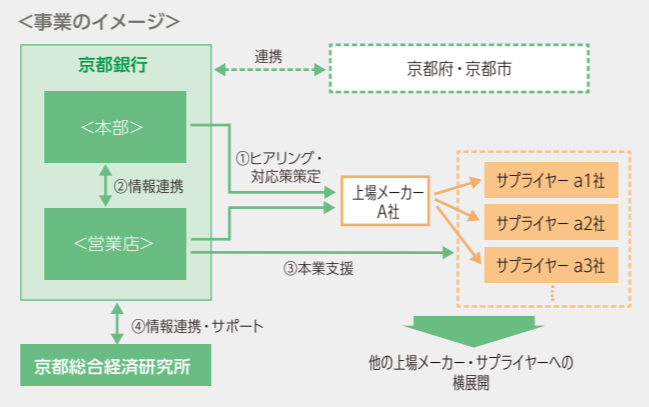 <事業のイメージ>
京都銀行
連携
京都府・京都市
<本部>
①ヒアリング・
対応策策定
②情報連携
上場メーカー
A社
サプライヤー a1社
サプライヤー a2社
サプライヤー a3社
<営業店>
③本業支援
④情報連携・サポート
京都総合経済研究所
他の上場メーカー・サプライヤーへの
横展開